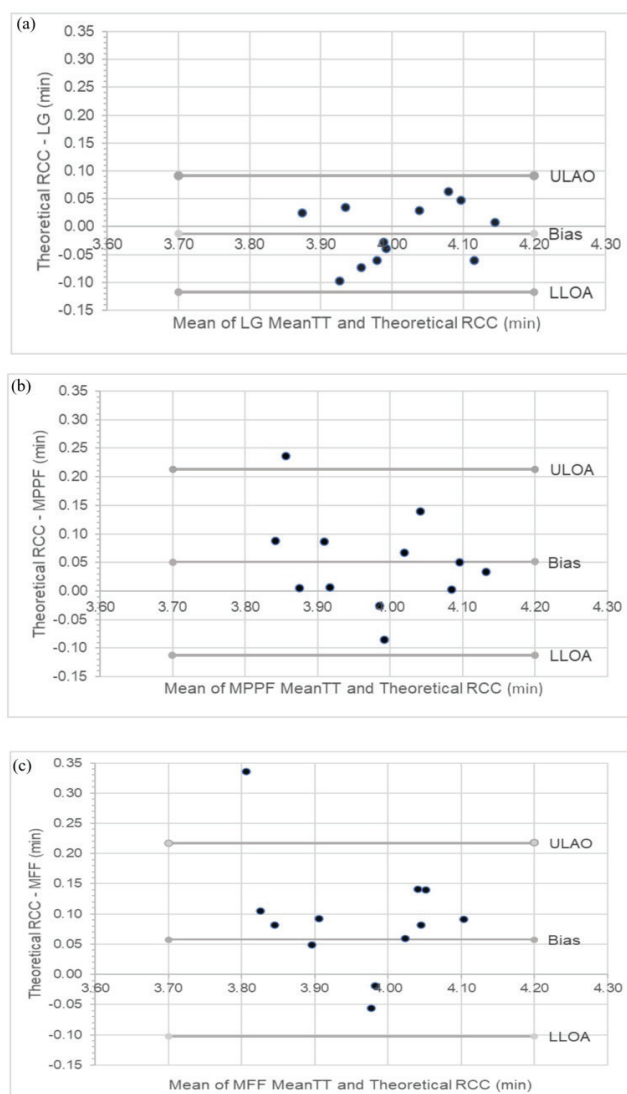 (a)
0.35
0.30
0.25
0.20
0.15
0.10
0.05
0.00
-0.05
-0.10
-0.15
Theoretical RCC - LG (min)
ULAO
Bias
LLOA
3.60 3.70 3.80 3.90 4.00 4.10 4.20 4.30
Mean of LG MeanTT and Theoretical RCC (min)
(b)
0.35
0.30
0.25
0.20
0.15
0.10
0.05
0.00
-0.05
-0.10
-0.15
Theoretical RCC - MPPF (min)
ULOA
Bias
LLOA
3.60 3.70 3.80 3.90 4.00 4.10 4.20 4.30
Mean of MPPF MeanTT and Theoretical RCC (min)
(c)
0.35
0.30
0.25
0.20
0.15
0.10
0.05
0.00
-0.05
-0.10
-0.15
Theoretical RCC - MFF (min)
ULAO
Bias
LLOA
3.60 3.70 3.80 3.90 4.00 4.10 4.20 4.30
Mean of MFF MeanTT and Theoretical RCC (min)